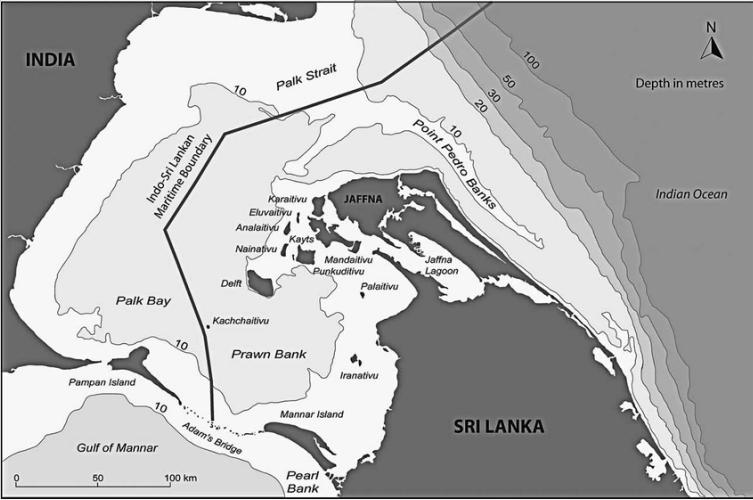 N
INDIA
Palk Strait
10
100
50
30
20
Depth in metres
10
Point Pedro Banks
Indo-Sri Lankan
Maritime Boundary
Indian Ocean
Karaitivu
JAFFNA
Eluvaitivu
Analaitivu
Kayts
Nainativu
Mandaitivu
Punkuditivu
Jaffna
Lagoon
Delft
Palaitivu
Palk Bay
Kachchaitivu
10
Prawn Bank
Iranativu
Pampan Island
10
Mannar Island
Adam's Bridge
SRI LANKA
Gulf of Mannar
Pearl
Bank
0 50 100 km